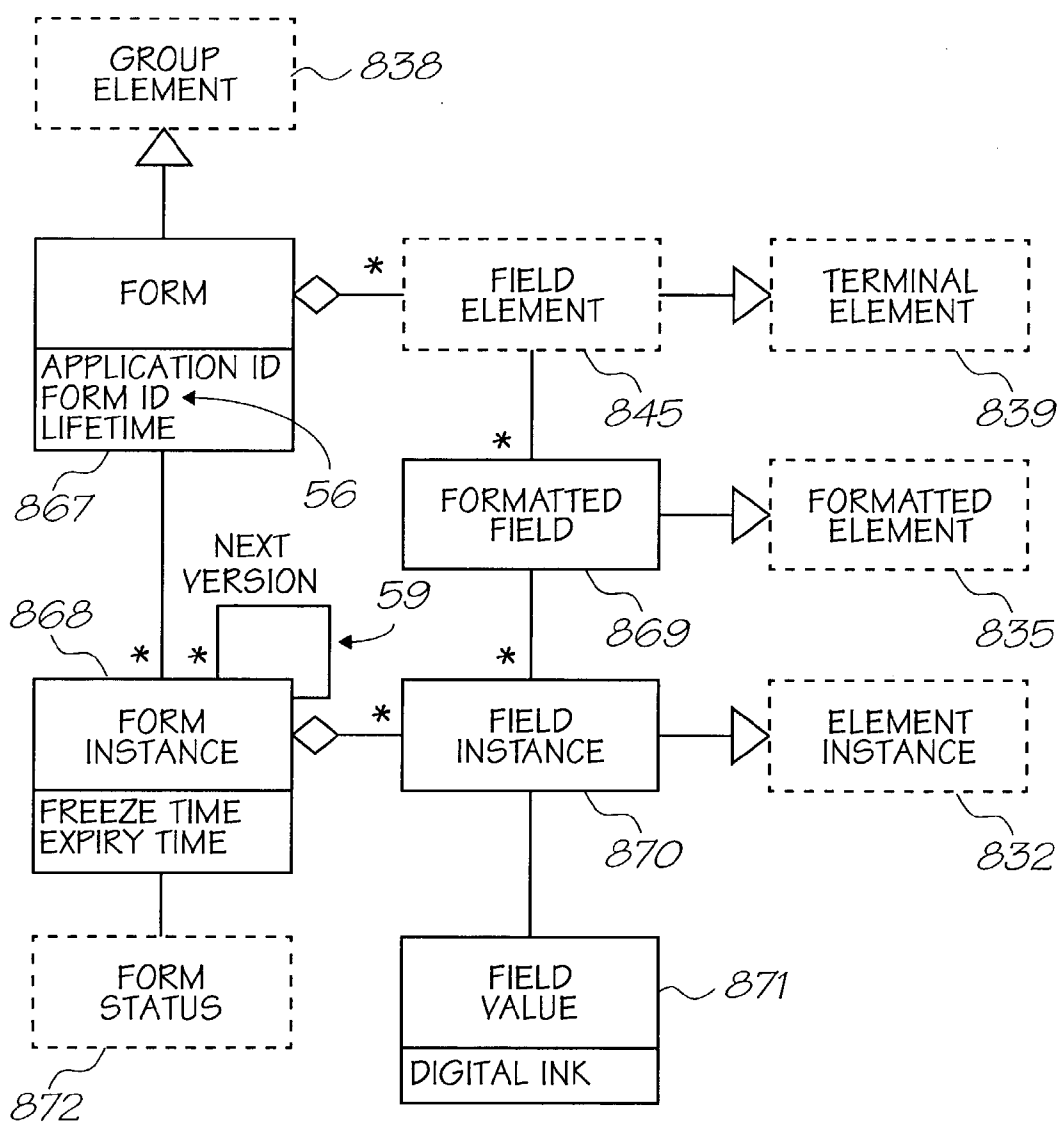 GROUP
ELEMENT
838
FORM
*
FIELD
ELEMENT
TERMINAL
ELEMENT
APPLICATION ID
FORM ID
LIFETIME
867
56
845
839
*
FORMATTED
FIELD
FORMATTED
ELEMENT
NEXT
VERSION
59
868
869
835
*
*
*
FORM
INSTANCE
*
FIELD
INSTANCE
ELEMENT
INSTANCE
FREEZE TIME
EXPIRY TIME
870
832
FORM
STATUS
FIELD
VALUE
871
DIGITAL INK
872